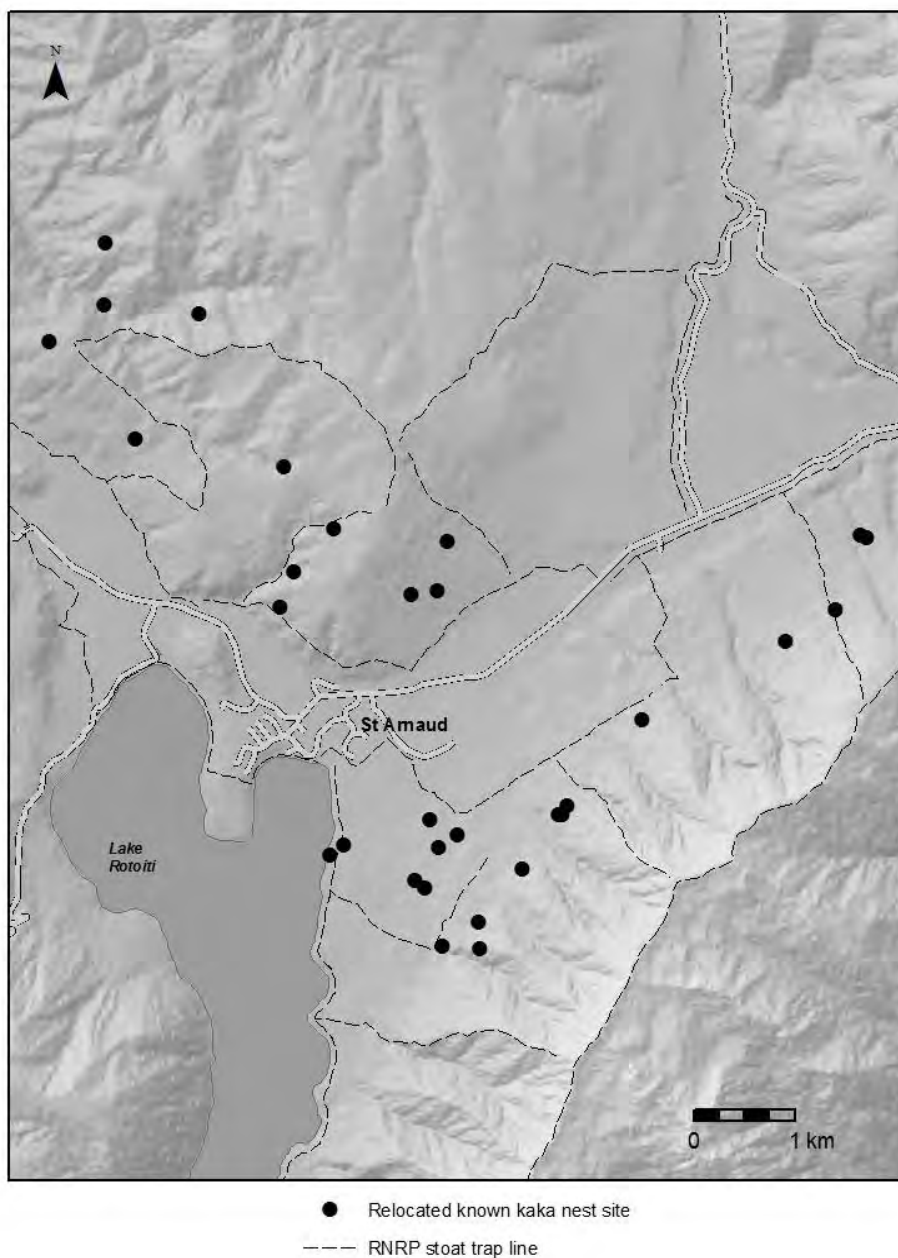 N
St Arnaud
Lake
Rotoiti
0 1 km
Relocated known kaka nest site
RNRP stoat trap line